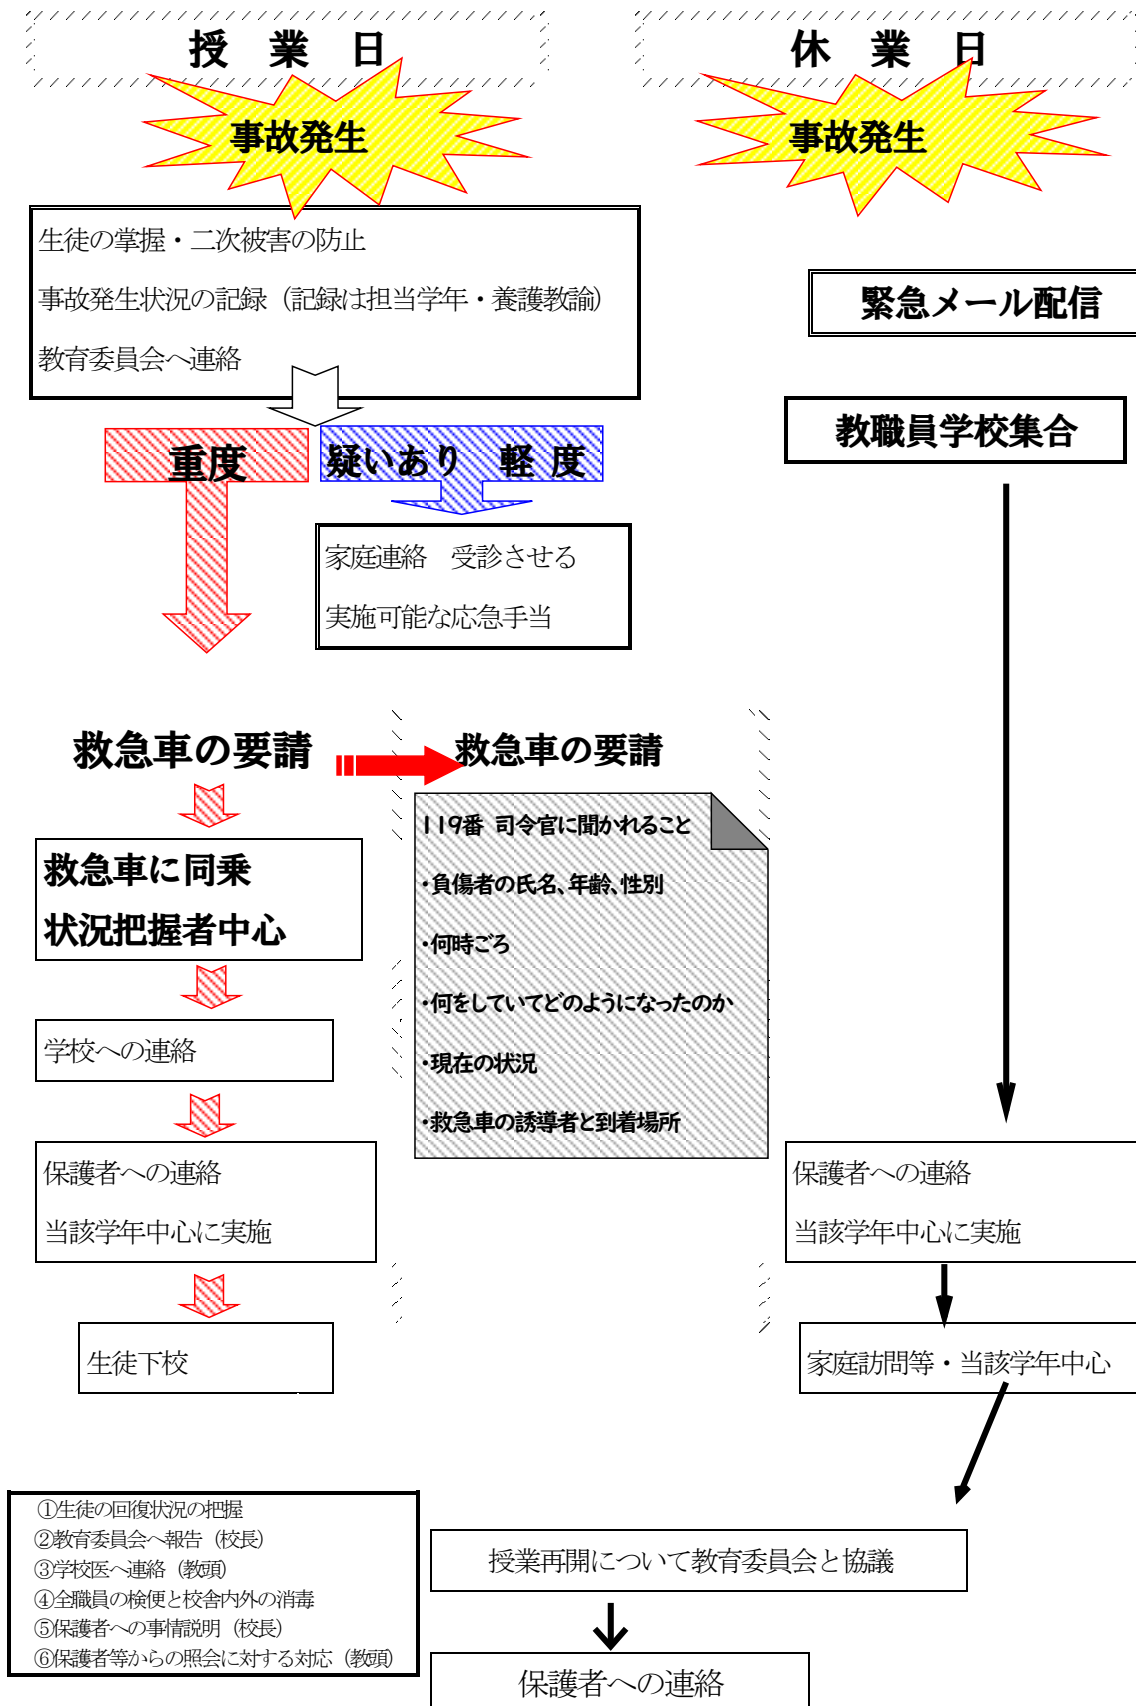 授　業　日
休　業　日
事故発生
事故発生
生徒の掌握・二次被害の防止
事故発生状況の記録（記録は担当学年・養護教諭）
教育委員会へ連絡
緊急メール配信
教職員学校集合
重度
疑いあり　軽 度
家庭連絡　受診させる
実施可能な応急手当
救急車の要請
救急車の要請
119番 司令官に聞かれること
・負傷者の氏名、年齢、性別
・何時ごろ
・何をしていてどのようになったのか
・現在の状況
・救急車の誘導者と到着場所
救急車に同乗
状況把握者中心
学校への連絡
保護者への連絡
当該学年中心に実施
生徒下校
保護者への連絡
当該学年中心に実施
家庭訪問等・当該学年中心
①生徒の回復状況の把握
②教育委員会へ報告（校長）
③学校医へ連絡（教頭）
④全職員の検便と校舎内外の消毒
⑤保護者への事情説明（校長）
⑥保護者等からの照会に対する対応（教頭）
授業再開について教育委員会と協議
保護者への連絡